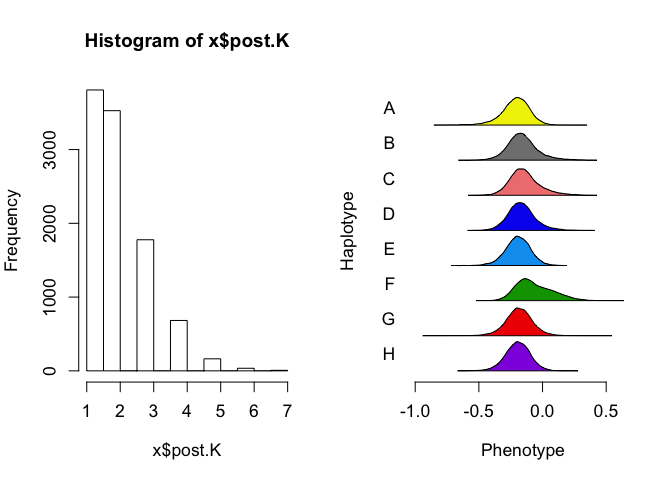 Histogram of x$post.K
Frequency
3000
2000
1000
0
1 2 3 4 5 6 7
x$post.K
Haplotype
A
B
C
D
E
F
G
H
-1.0 -0.5 0.0 0.5
Phenotype